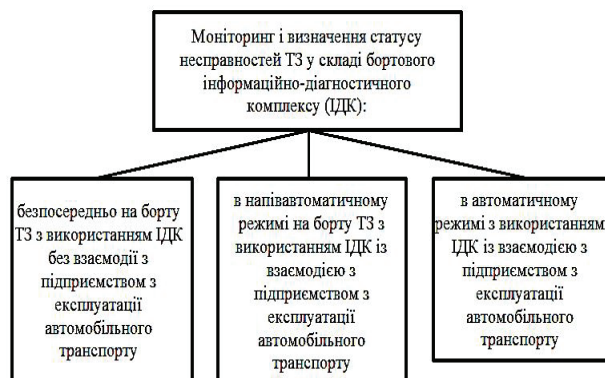 Моніторинг і визначення статусу
несправностей ТЗ у складі бортового
інформаційно-діагностичного
комплексу (ІДК):
безпосередньо на борту
ТЗ з використанням ІДК
без взаємодії з
підприємством з
експлуатації
автомобільного
транспорту
в напівавтоматичному
режимі на борту ТЗ з
використанням ІДК із
взаємодією з
підприємством з
експлуатації
автомобільного
транспорту
в автоматичному
режимі з використанням
ІДК із взаємодією з
підприємством з
експлуатації
автомобільного
транспорту